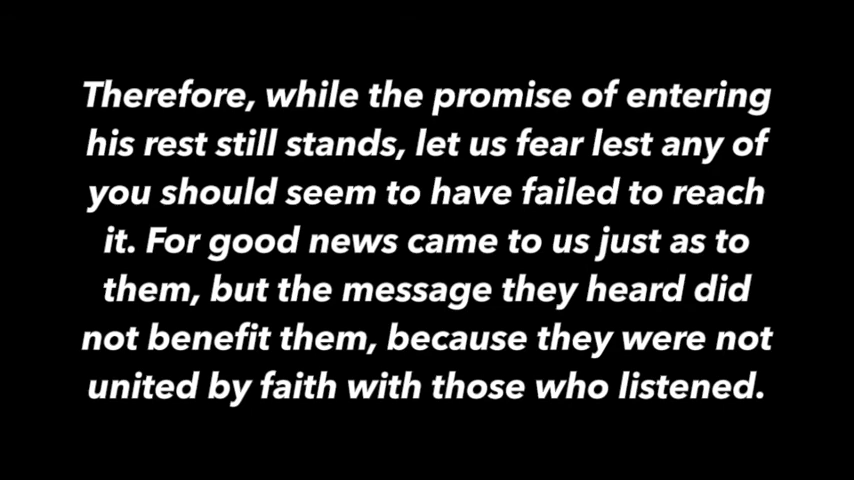 Therefore, while the promise of entering
his rest still stands, let us fear lest any of
you should seem to have failed to reach
it. For good news came to us just as to
them, but the message they heard did
not benefit them, because they were not
united by faith with those who listened.